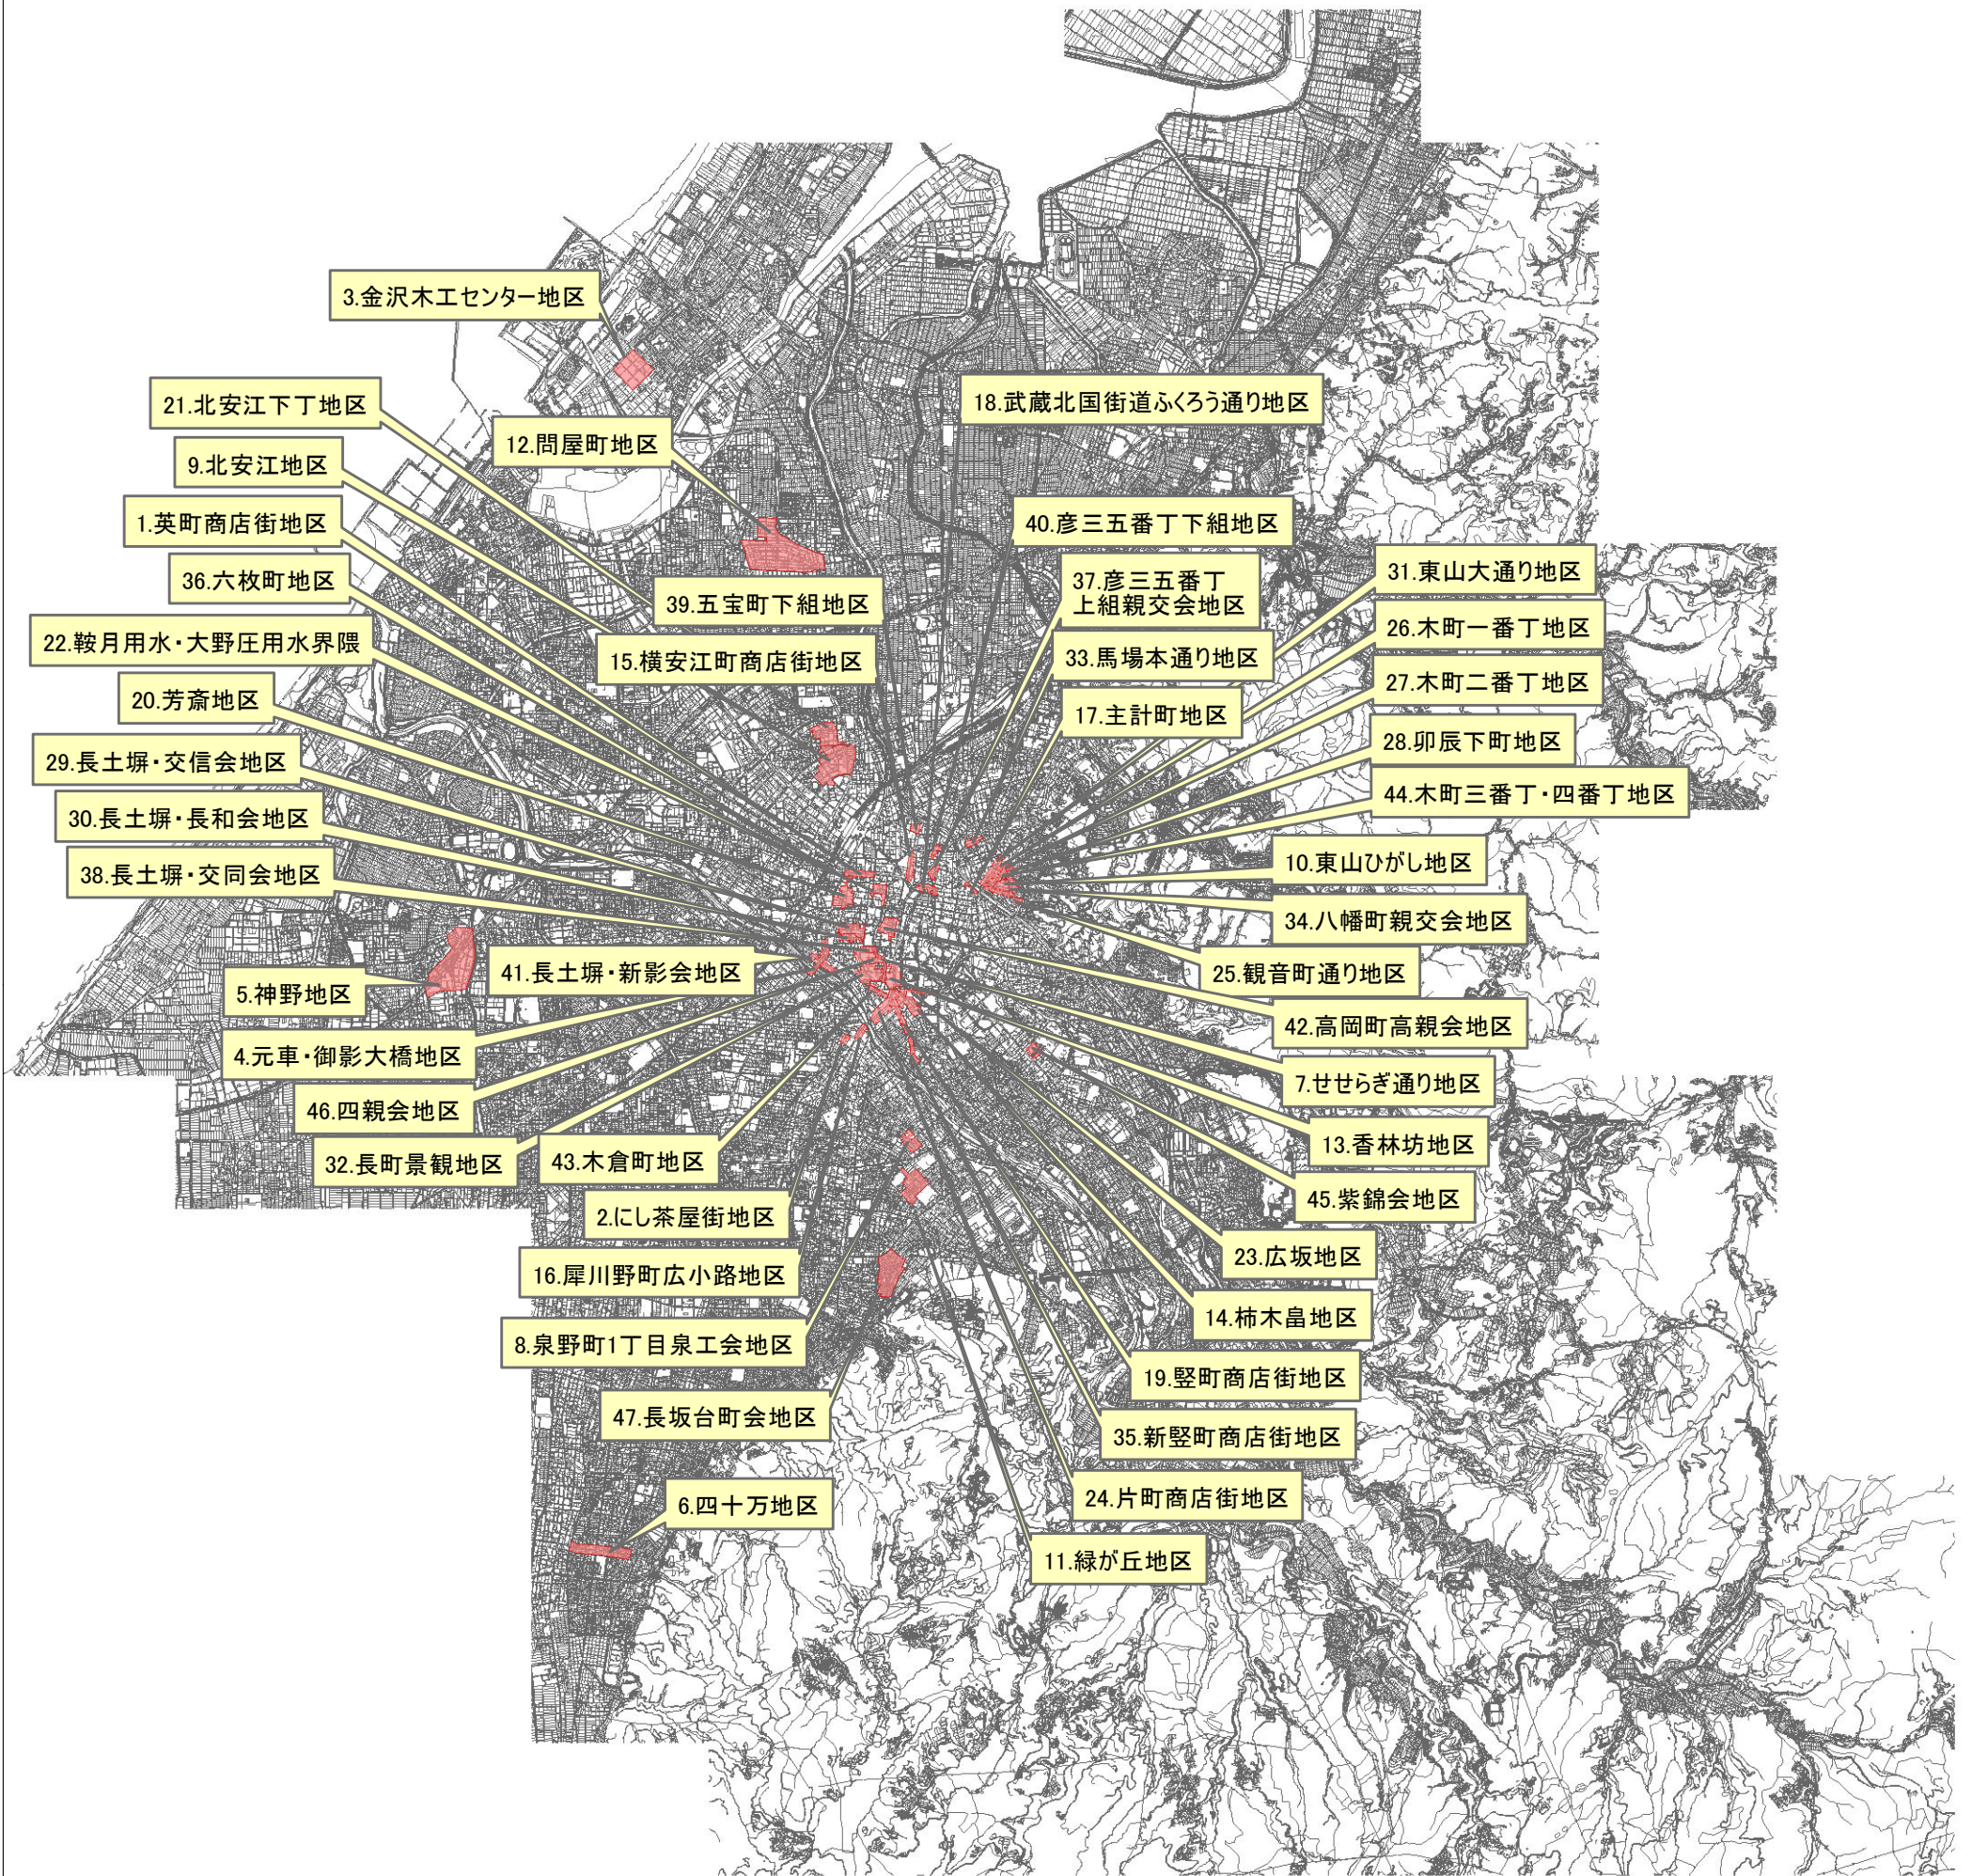 3.金沢木工センター地区
21.北安江下丁地区
18.武蔵北国街道ふくろう通り地区
12.問屋町地区
9.北安江地区
1.英町商店街地区
40.彦三五番丁下組地区
36.六枚町地区
39.五宝町下組地区
37.彦三五番丁
上組親交会地区
31.東山大通り地区
26.木町一番丁地区
22.鞍月用水・大野庄用水界隈
15.横安江町商店街地区
33.馬場本通り地区
27.木町二番丁地区
20.芳斎地区
17.主計町地区
28.卯辰下町地区
29.長土塀・交信会地区
44.木町三番丁・四番丁地区
30.長土塀・長和会地区
10.東山ひがし地区
38.長土塀・交同会地区
34.八幡町親交会地区
41.長土塀・新影会地区
25.観音町通り地区
5.神野地区
42.高岡町高親会地区
4.元車・御影大橋地区
7.せせらぎ通り地区
46.四親会地区
13.香林坊地区
32.長町景観地区
43.木倉町地区
45.紫錦会地区
2.にし茶屋街地区
23.広坂地区
16.犀川野町広小路地区
14.柿木畠地区
8.泉野町1丁目泉工会地区
19.竪町商店街地区
47.長坂台町会地区
35.新竪町商店街地区
24.片町商店街地区
6.四十万地区
11.緑が丘地区